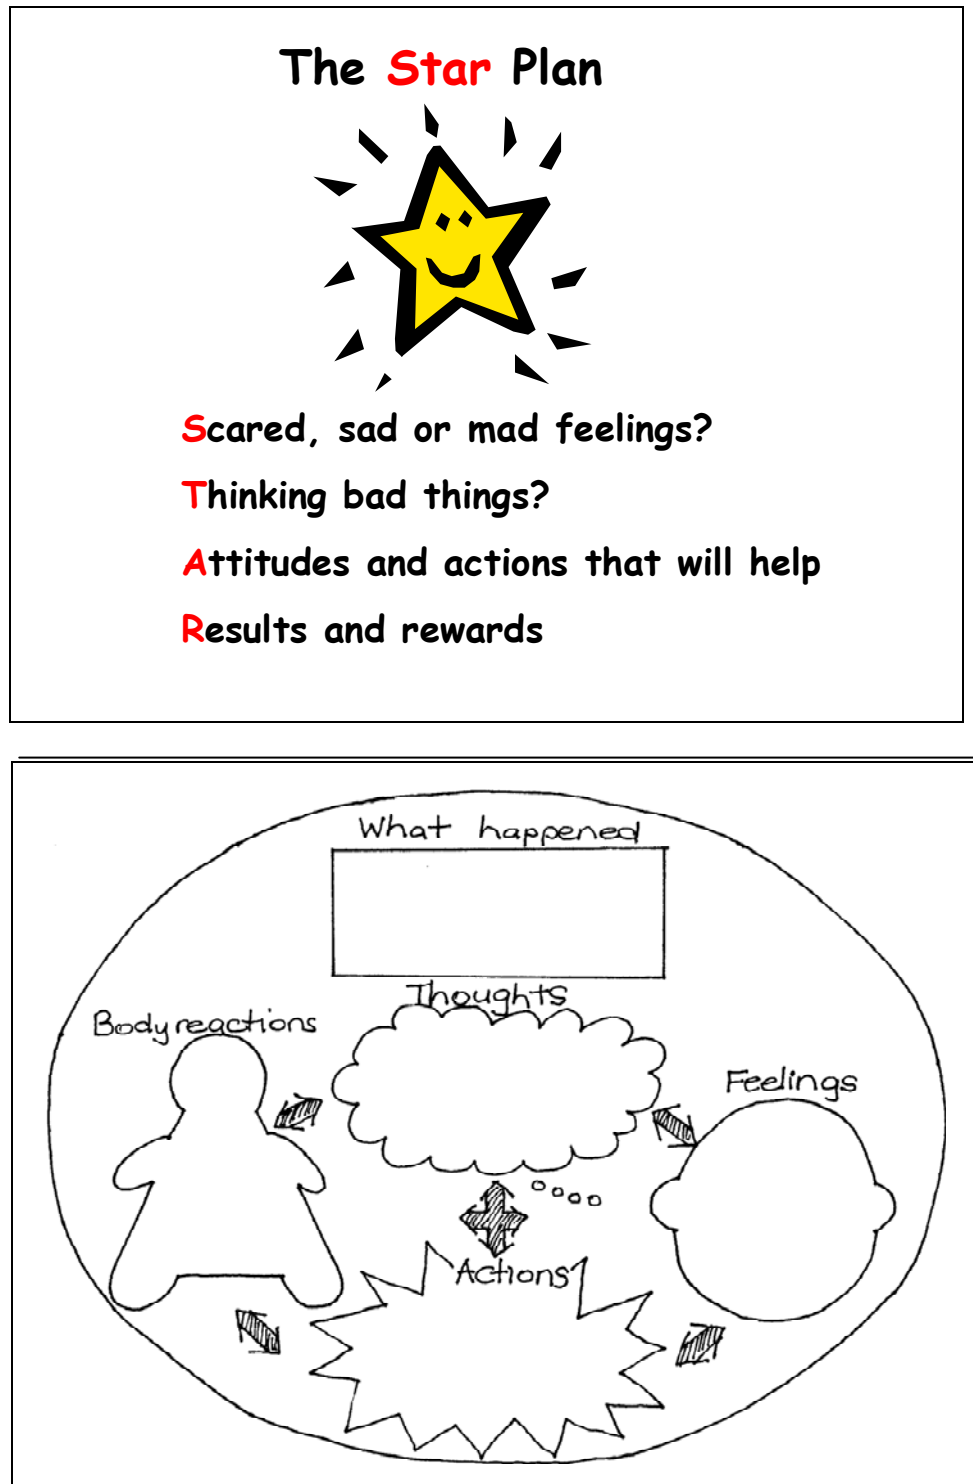 The Star Plan
Scared, sad or mad feelings?
Thinking bad things?
Attitudes and actions that will help
Results and rewards
What happened
Thoughts
Body reactions
Feelings
Actions